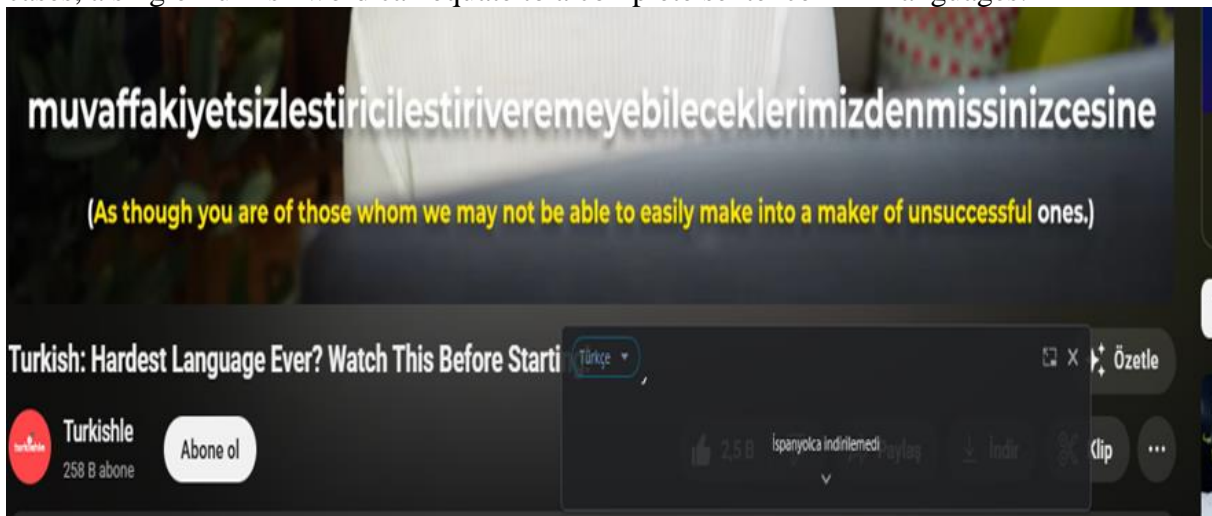 muvaffakiyetsizlestiricilestiriveremeyebileceklerimizdenmissinizcesine
(As though you are of those whom we may not be able to easily make into a maker of unsuccessful ones.)
Turkish: Hardest Language Ever? Watch This Before Starti
Türkçe
Özetle
Turkishle
258 B abone
Abone ol
2,5 B
İspanyolca indirilemedi
Paylaş
İndir
Klip